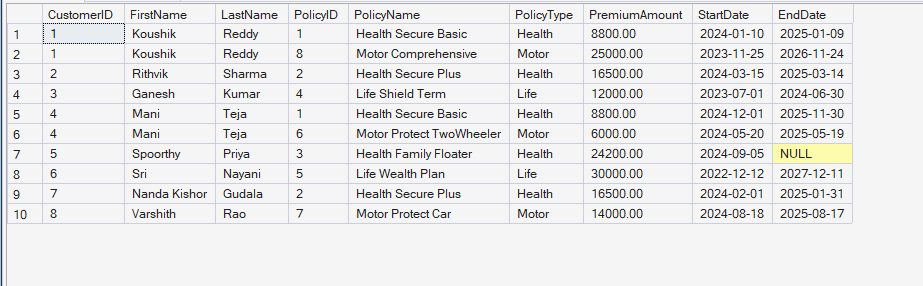 CustomerID FirstName LastName PolicyID PolicyName PolicyType PremiumAmount StartDate EndDate
1 1 Koushik Reddy 1 Health Secure Basic Health 8800.00 2024-01-10 2025-01-09
2 1 Koushik Reddy 8 Motor Comprehensive Motor 25000.00 2023-11-25 2026-11-24
3 2 Rithvik Sharma 2 Health Secure Plus Health 16500.00 2024-03-15 2025-03-14
4 3 Ganesh Kumar 4 Life Shield Term Life 12000.00 2023-07-01 2024-06-30
5 4 Mani Teja 1 Health Secure Basic Health 8800.00 2024-12-01 2025-11-30
6 4 Mani Teja 6 Motor Protect TwoWheeler Motor 6000.00 2024-05-20 2025-05-19
7 5 Spoorthy Priya 3 Health Family Floater Health 24200.00 2024-09-05 NULL
8 6 Sri Nayani 5 Life Wealth Plan Life 30000.00 2022-12-12 2027-12-11
9 7 Nanda Kishor Gudala 2 Health Secure Plus Health 16500.00 2024-02-01 2025-01-31
10 8 Varshith Rao 7 Motor Protect Car Motor 14000.00 2024-08-18 2025-08-17